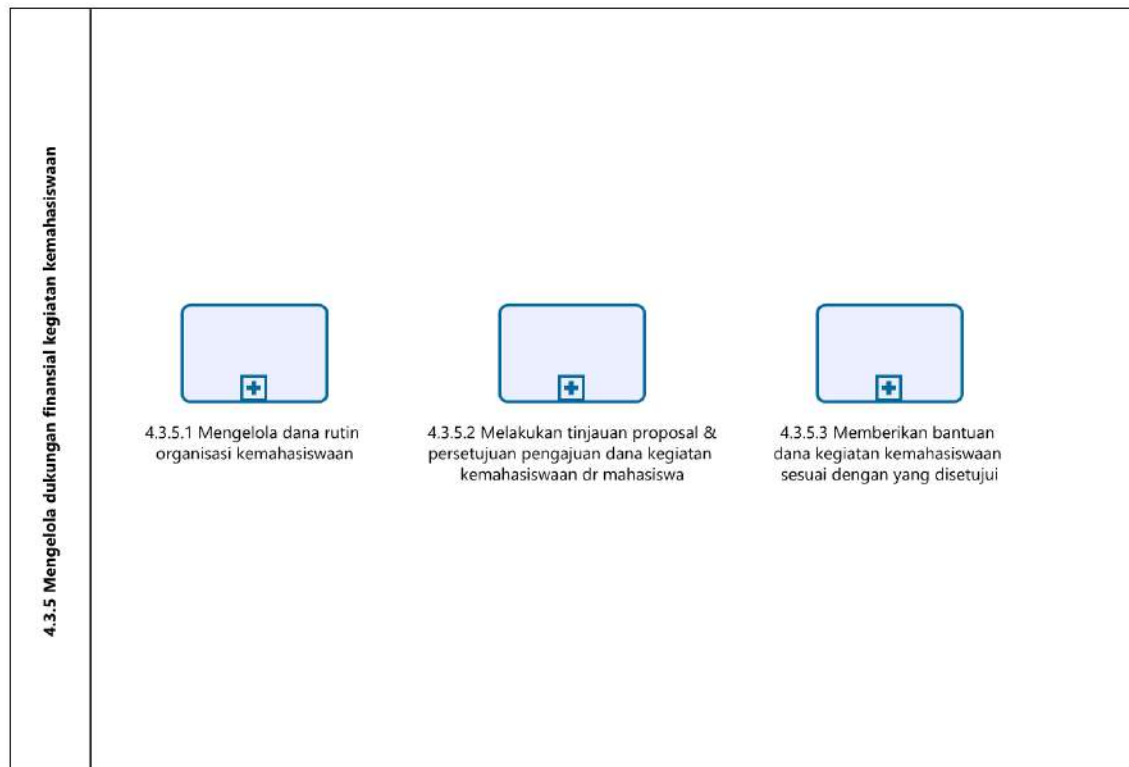 4.3.5 Mengelola dukungan finansial kegiatan kemahasiswaan
4.3.5.1 Mengelola dana rutin
organisasi kemahasiswaan
4.3.5.2 Melakukan tinjauan proposal &
persetujuan pengajuan dana kegiatan
kemahasiswaan dr mahasiswa
4.3.5.3 Memberikan bantuan
dana kegiatan kemahasiswaan
sesuai dengan yang disetujui